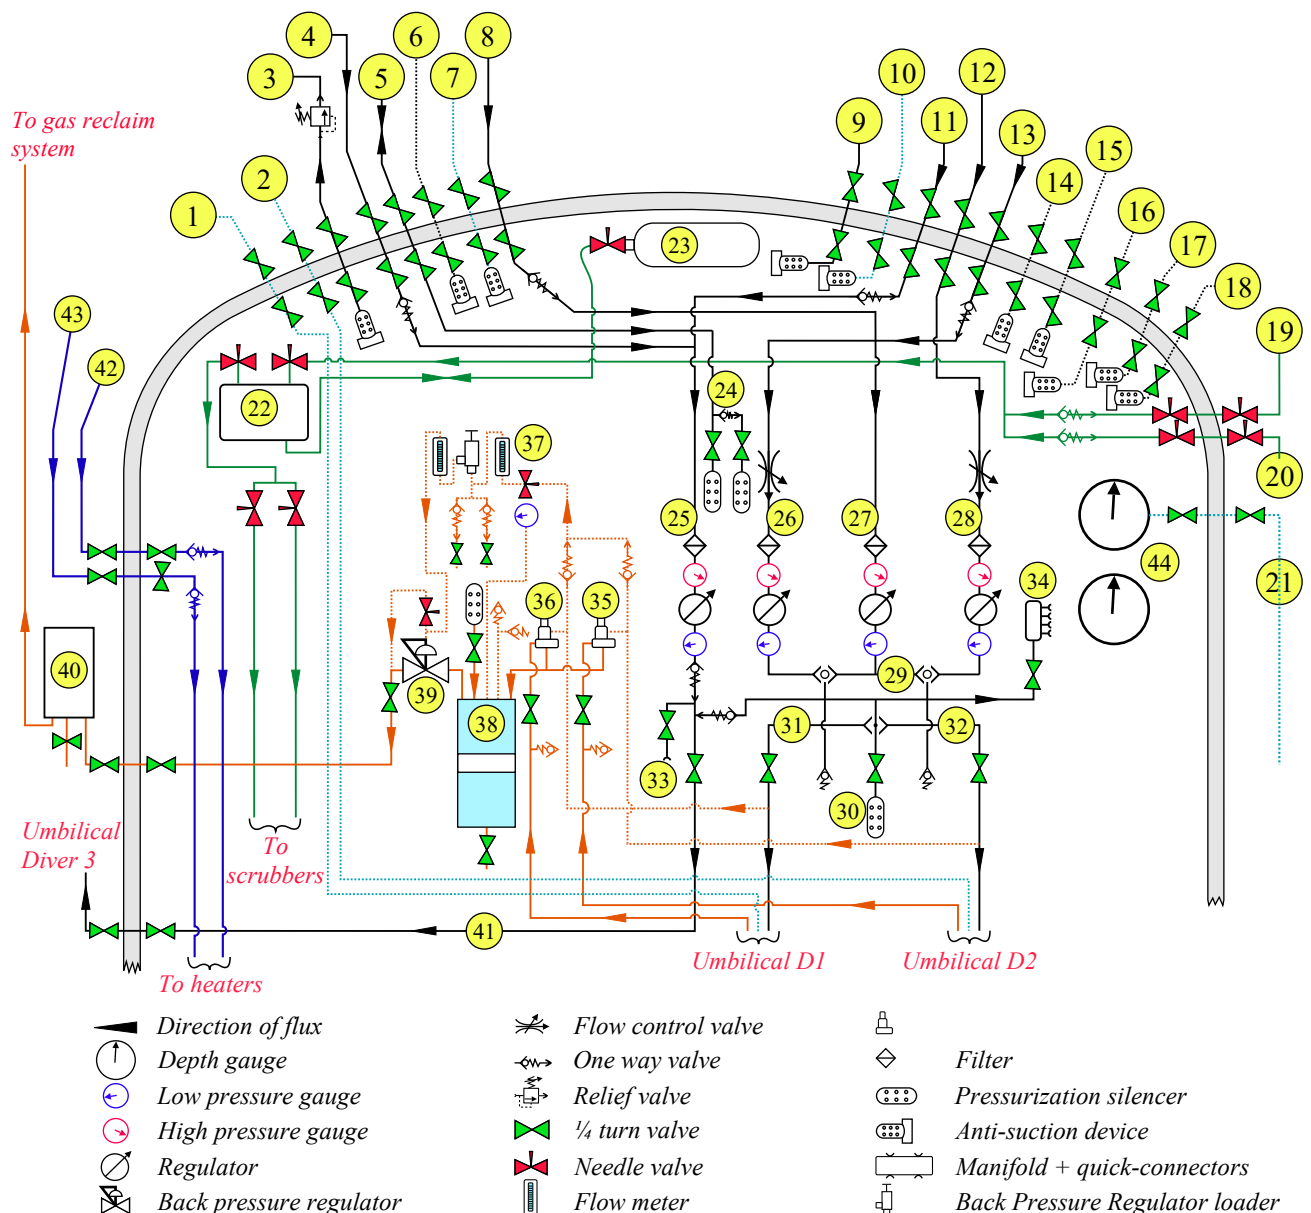 4
6
8
3
5
7
10
12
9
11
13
15
14
16
17
18
To gas reclaim
system
2
1
23
43
42
19
22
24
37
20
25
26
27
28
44
21
36
35
34
40
39
38
29
31
32
33
30
Umbilical
Diver 3
To
scrubbers
41
To heaters
Umbilical D1
Umbilical D2
Direction of flux
Depth gauge
Low pressure gauge
High pressure gauge
Regulator
Back pressure regulator
Flow control valve
One way valve
Relief valve
¼ turn valve
Needle valve
Flow meter
Filter
Pressurization silencer
Anti-suction device
Manifold + quick-connectors
Back Pressure Regulator loader